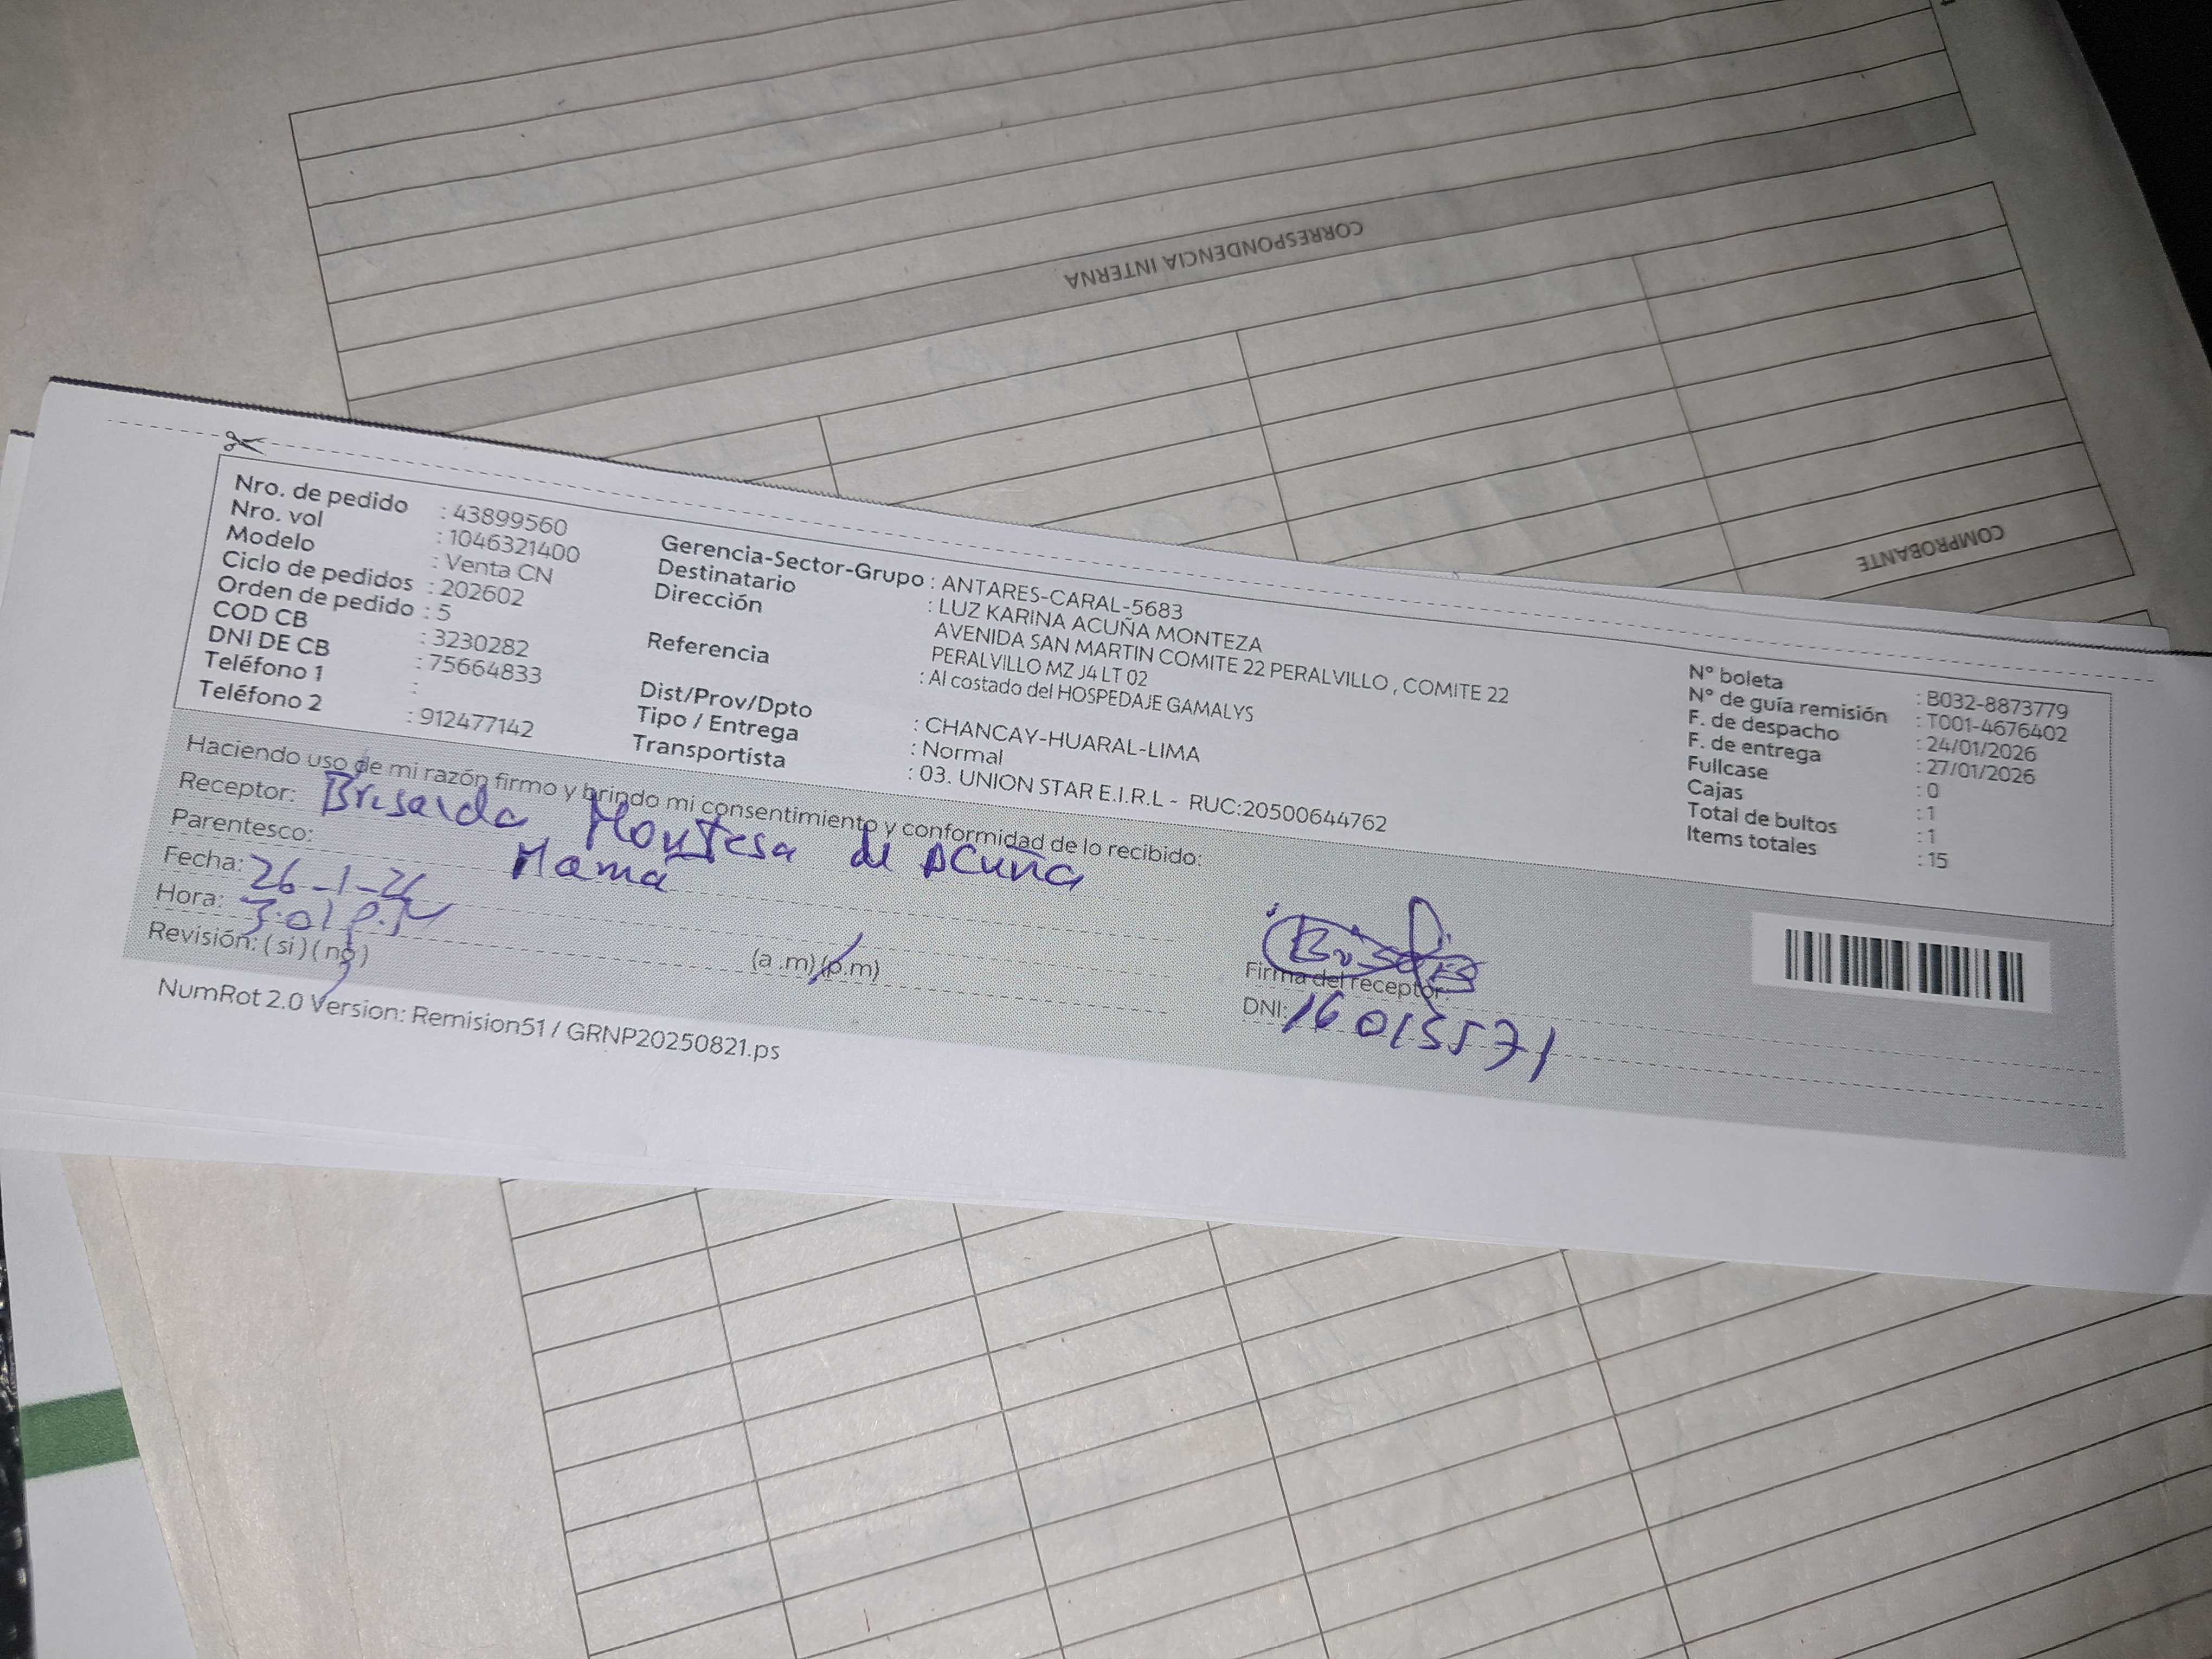 CORRESPONDENCIA INTERNA
COMPROBANTE
Nro. de pedido : 43899560
Nro. vol : 1046321400
Modelo : Venta CN
Ciclo de pedidos : 202602
Orden de pedido : 5
COD CB : 3230282
DNI DE CB : 75664833
Teléfono 1 :
Teléfono 2 : 912477142
Gerencia-Sector-Grupo : ANTARES-CARAL-5683
Destinatario : LUZ KARINA ACUÑA MONTEZA
Dirección AVENIDA SAN MARTIN COMITE 22 PERALVILLO , COMITE 22
PERALVILLO MZ J4 LT 02
Referencia : Al costado del HOSPEDAJE GAMALYS
Dist/Prov/Dpto : CHANCAY-HUARAL-LIMA
Tipo / Entrega : Normal
Transportista : 03. UNION STAR E.I.R.L - RUC:20500644762
N° boleta : B032-8873779
N° de guía remisión : T001-4676402
F. de despacho : 24/01/2026
F. de entrega : 27/01/2026
Fullcase : 0
Cajas : 1
Total de bultos : 1
Items totales : 15
Haciendo uso de mi razón firmo y brindo mi consentimiento y conformidad de lo recibido:
Receptor: Brisaida Montesa de Acuña
Parentesco: Mama
Fecha: 26-1-26
Hora: 3:01 P.M (a.m) (p.m)
Revisión: ( si ) ( no )
Firma del receptor:
DNI: 16015571
NumRot 2.0 Version: Remision51 / GRNP20250821.ps